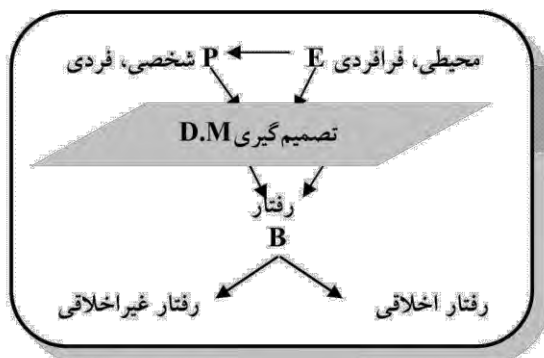 محیطی، فرافردی E P شخصی، فردی
تصمیم‌گیری D.M
رفتار
B
رفتار اخلاقی رفتار غیراخلاقی